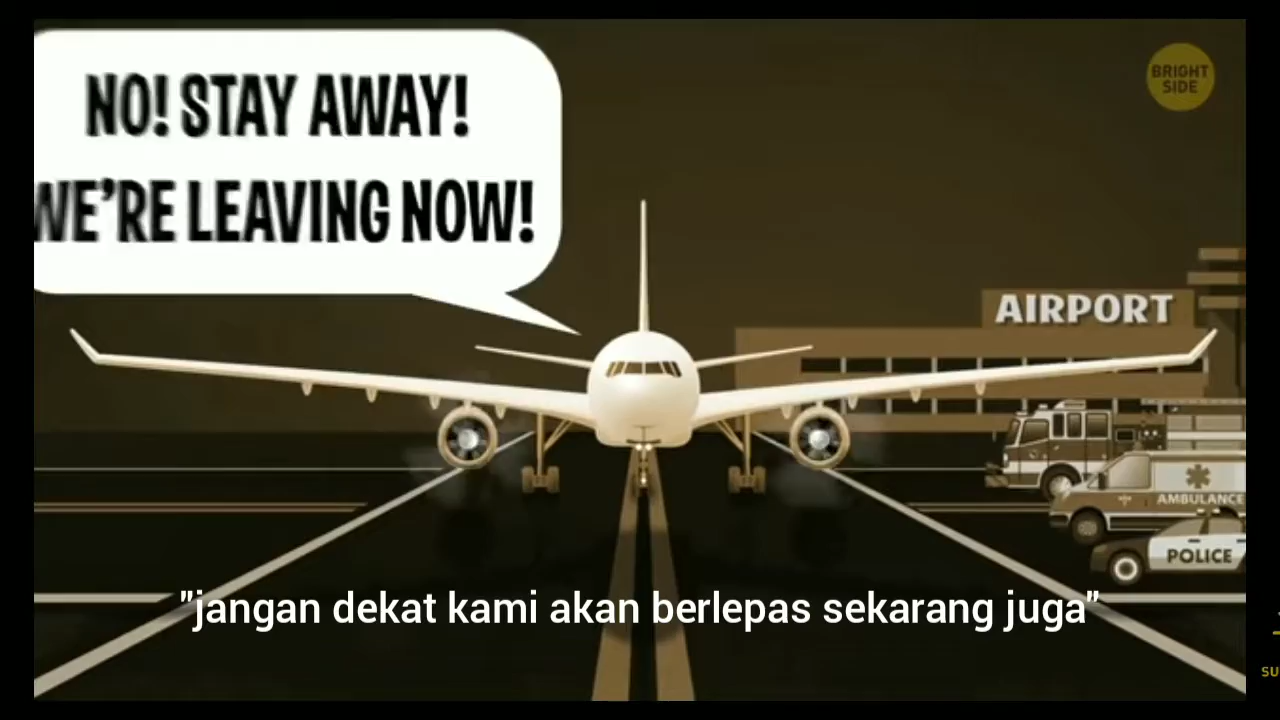 NO! STAY AWAY!
WE'RE LEAVING NOW!
BRIGHT
SIDE
AIRPORT
AMBULANCE
POLICE
"jangan dekat kami akan berlepas sekarang juga"